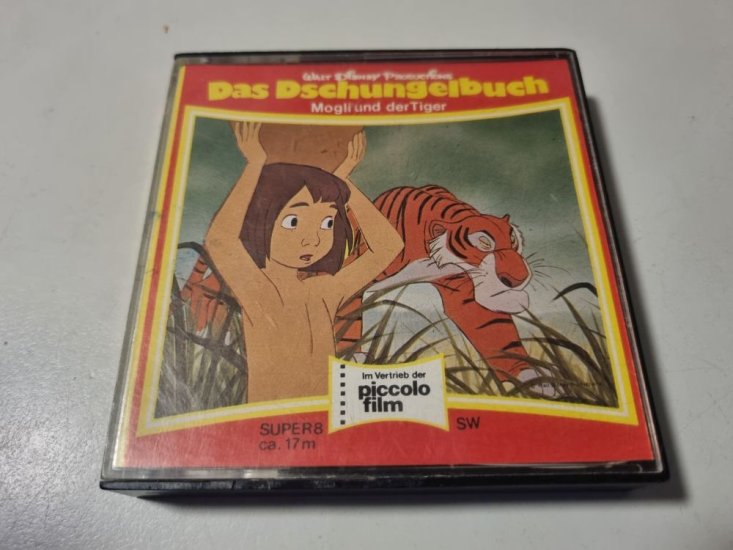 Walt Disney Productions
Das Dschungelbuch
Mogli und der Tiger
Im Vertrieb der
piccolo
film
SUPER8
ca. 17m
SW